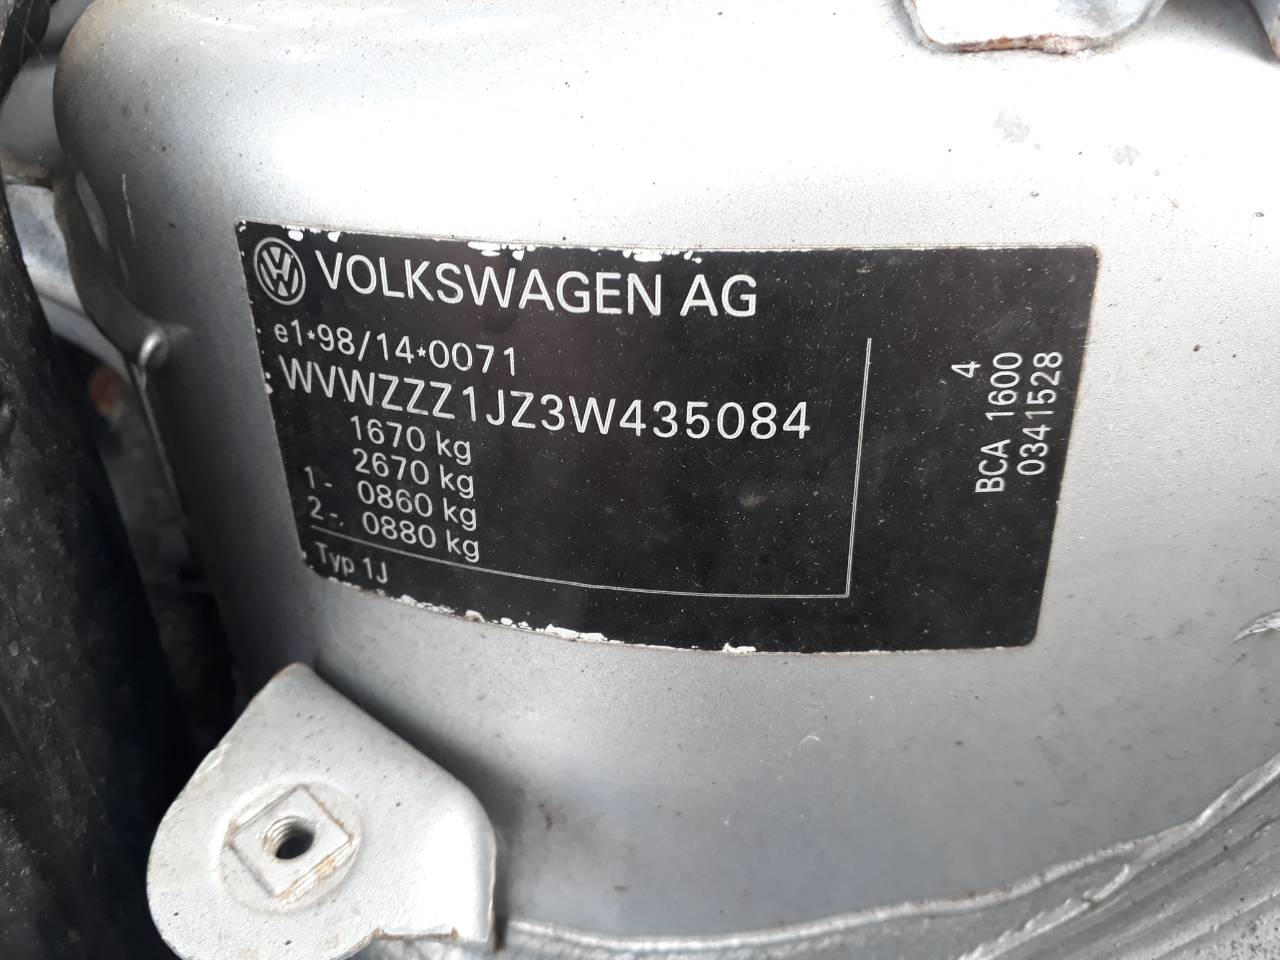 VOLKSWAGEN AG
e1*98/14*0071
WVWZZZ1JZ3W435084
1670 kg
2670 kg
1- 0860 kg
2- 0880 kg
Typ 1J
4
BCA 1600
0341528